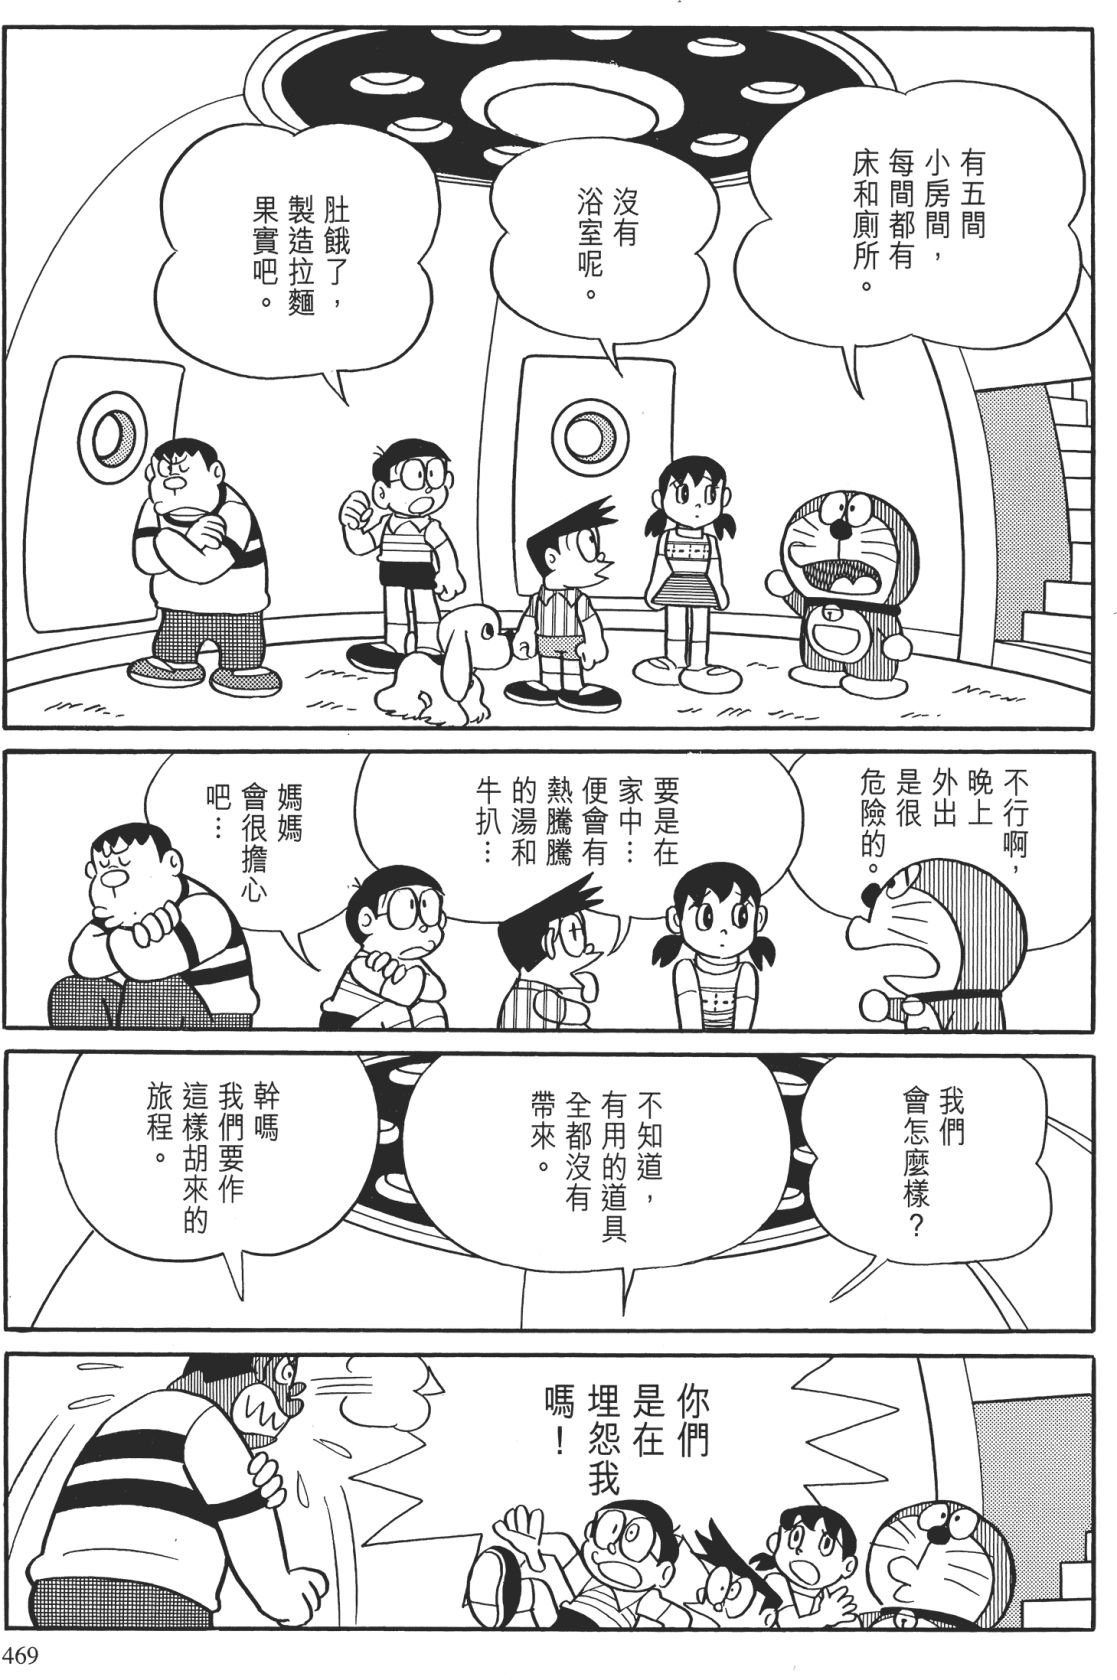 有五間
小房間，
每間都有
床和廁所。
沒有
浴室呢。
肚餓了，
製造拉麵
果實吧。
不行啊，
晚上
外出
是很
危險的。
要是在
家中…
便會有
熱騰騰
的湯和
牛扒…
媽媽
會很擔心
吧…
我們
會怎麼樣？
不知道，
有用的道具
全都沒有
帶來。
幹嗎
我們要作
這樣胡來的
旅程。
你們
是在
埋怨我
嗎！
469